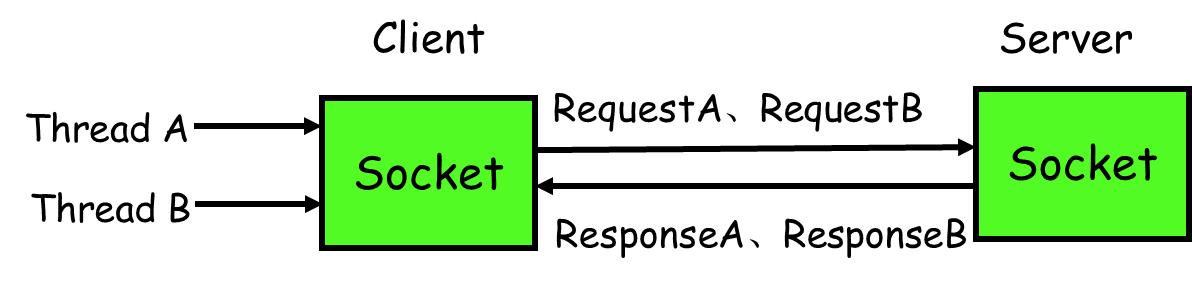 Client
Server
Thread A
RequestA、RequestB
Socket
Socket
Thread B
ResponseA、ResponseB